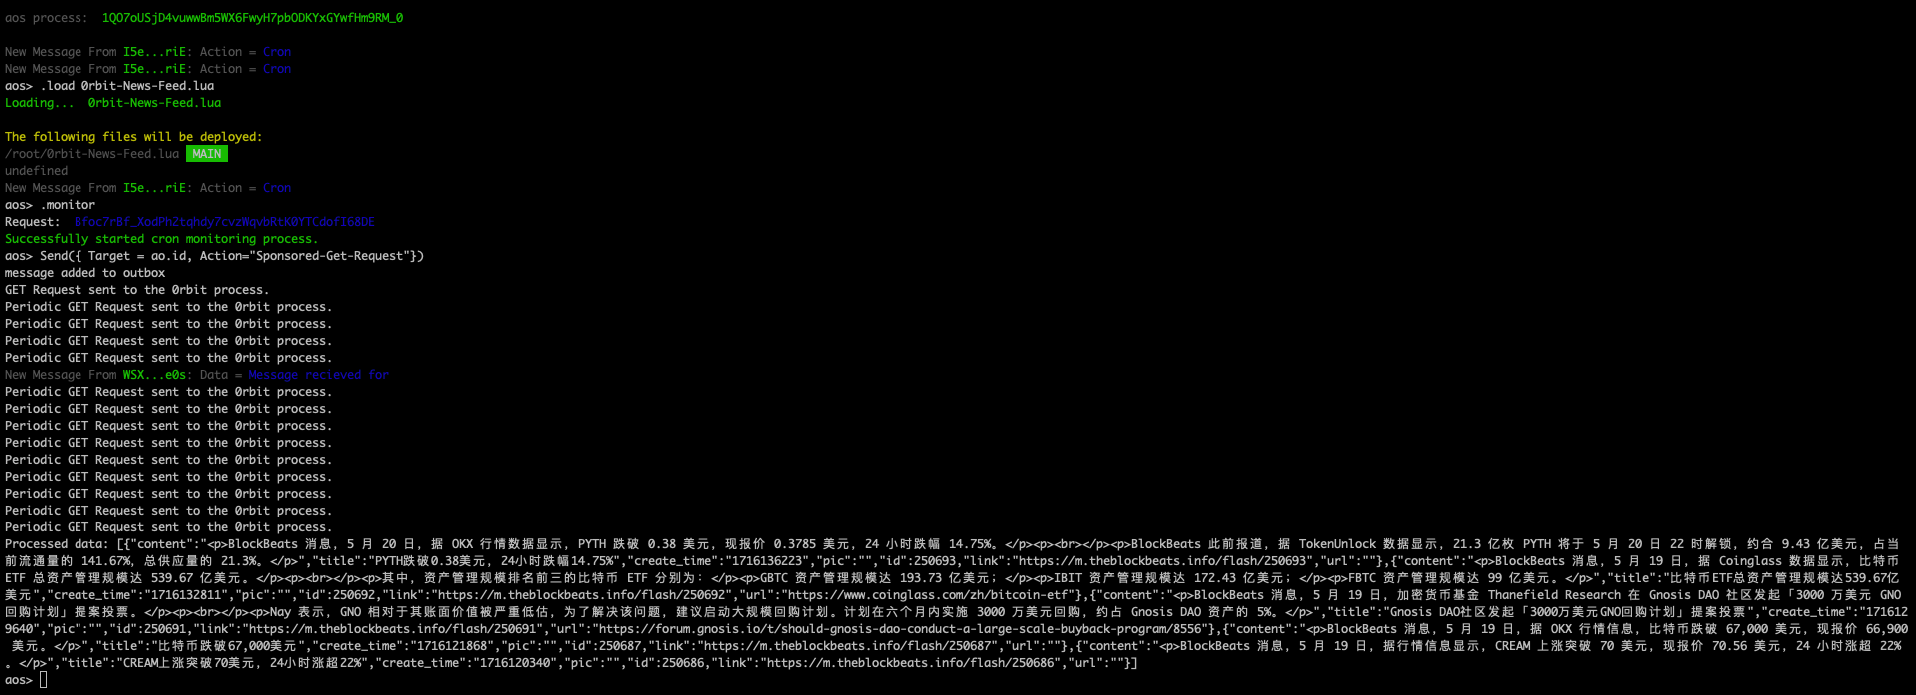 aos process:  1QO7oUSjD4vuwwBm5WX6FwyH7pbODKYxGYwfHm9RM_0
New Message From I5e...riE: Action = Cron
New Message From I5e...riE: Action = Cron
aos> .load 0rbit-News-Feed.lua
Loading...  0rbit-News-Feed.lua
The following files will be deployed:
/root/0rbit-News-Feed.lua  MAIN
undefined
New Message From I5e...riE: Action = Cron
aos> .monitor
Request:
Successfully started cron monitoring process.
aos> Send({ Target = ao.id, Action="Sponsored-Get-Request"})
message added to outbox
GET Request sent to the 0rbit process.
Periodic GET Request sent to the 0rbit process.
Periodic GET Request sent to the 0rbit process.
Periodic GET Request sent to the 0rbit process.
Periodic GET Request sent to the 0rbit process.
New Message From WSX...e0s: Data = Message recieved for
Periodic GET Request sent to the 0rbit process.
Periodic GET Request sent to the 0rbit process.
Periodic GET Request sent to the 0rbit process.
Periodic GET Request sent to the 0rbit process.
Periodic GET Request sent to the 0rbit process.
Periodic GET Request sent to the 0rbit process.
Periodic GET Request sent to the 0rbit process.
Periodic GET Request sent to the 0rbit process.
Periodic GET Request sent to the 0rbit process.
Processed data: [{"content":"<p>BlockBeats 消息, 5 月 20 日, 据 OKX 行情数据显示, PYTH 跌破 0.38 美元, 现报价 0.3785 美元, 24 小时跌幅 14.75%。</p><p><br></p><p>BlockBeats 此前报道, 据 TokenUnlock 数据显示, 21.3 亿枚 PYTH 将于 5 月 20 日 22 时解锁, 约合 9.43 亿美元, 占当
前流通量的 141.67%, 总供应量的 21.3%。</p>","title":"PYTH跌破0.38美元, 24小时跌幅14.75%","create_time":"1716136223","pic":"","id":250693,"link":"https://m.theblockbeats.info/flash/250693","url":""},{"content":"<p>BlockBeats 消息, 5 月 19 日, 据 Coinglass 数据显示, 比特币
ETF 总资产管理规模达 539.67 亿美元。</p><p><br></p><p>其中, 资产管理规模排名前三的比特币 ETF 分别为: </p><p>GBTC 资产管理规模达 193.73 亿美元; </p><p>IBIT 资产管理规模达 172.43 亿美元; </p><p>FBTC 资产管理规模达 99 亿美元。</p>","title":"比特币ETF总资产管理规模达539.67亿
美元","create_time":"1716132811","pic":"","id":250692,"link":"https://m.theblockbeats.info/flash/250692","url":"https://www.coinglass.com/zh/bitcoin-etf"},{"content":"<p>BlockBeats 消息, 5 月 19 日, 加密货币基金 Thanefield Research 在 Gnosis DAO 社区发起「3000 万美元 GNO
回购计划」提案投票。</p><p><br></p><p>Nay 表示, GNO 相对于其账面价值被严重低估, 为了解决该问题, 建议启动大规模回购计划。计划在六个月内实施 3000 万美元回购, 约占 Gnosis DAO 资产的 5%。</p>","title":"Gnosis DAO社区发起「3000万美元GNO回购计划」提案投票","create_time":"171612
9640","pic":"","id":250691,"link":"https://m.theblockbeats.info/flash/250691","url":"https://forum.gnosis.io/t/should-gnosis-dao-conduct-a-large-scale-buyback-program/8556"},{"content":"<p>BlockBeats 消息, 5 月 19 日, 据 OKX 行情信息, 比特币跌破 67,000 美元, 现报价 66,900
美元。</p>","title":"比特币跌破67,000美元","create_time":"1716121868","pic":"","id":250687,"link":"https://m.theblockbeats.info/flash/250687","url":""},{"content":"<p>BlockBeats 消息, 5 月 19 日, 据行情信息显示, CREAM 上涨突破 70 美元, 现报价 70.56 美元, 24 小时涨超 22%
。</p>","title":"CREAM上涨突破70美元, 24小时涨超22%","create_time":"1716120340","pic":"","id":250686,"link":"https://m.theblockbeats.info/flash/250686","url":""}]
aos>